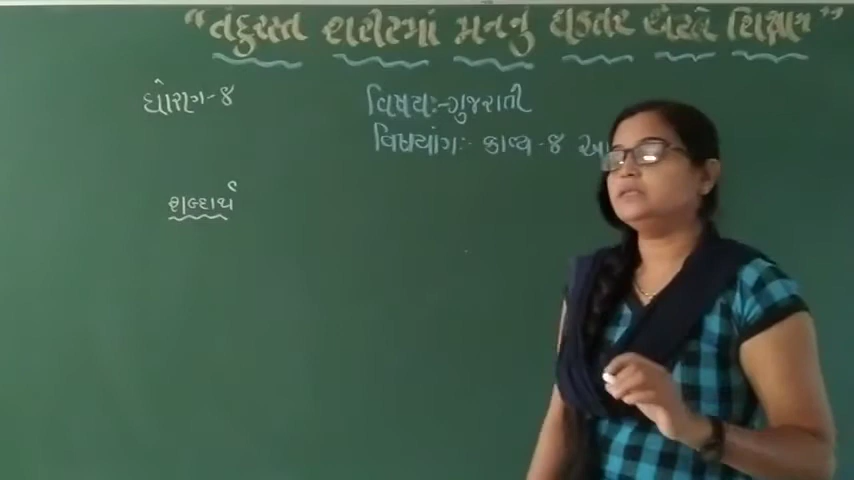 “તંદુરસ્ત શરીરમાં મનનું ઘડતર એટલે શિક્ષણ”
ધોરણ-૪
વિષય:-ગુજરાતી
વિષયાંગ:- કાવ્ય-૪
શબ્દાર્થ